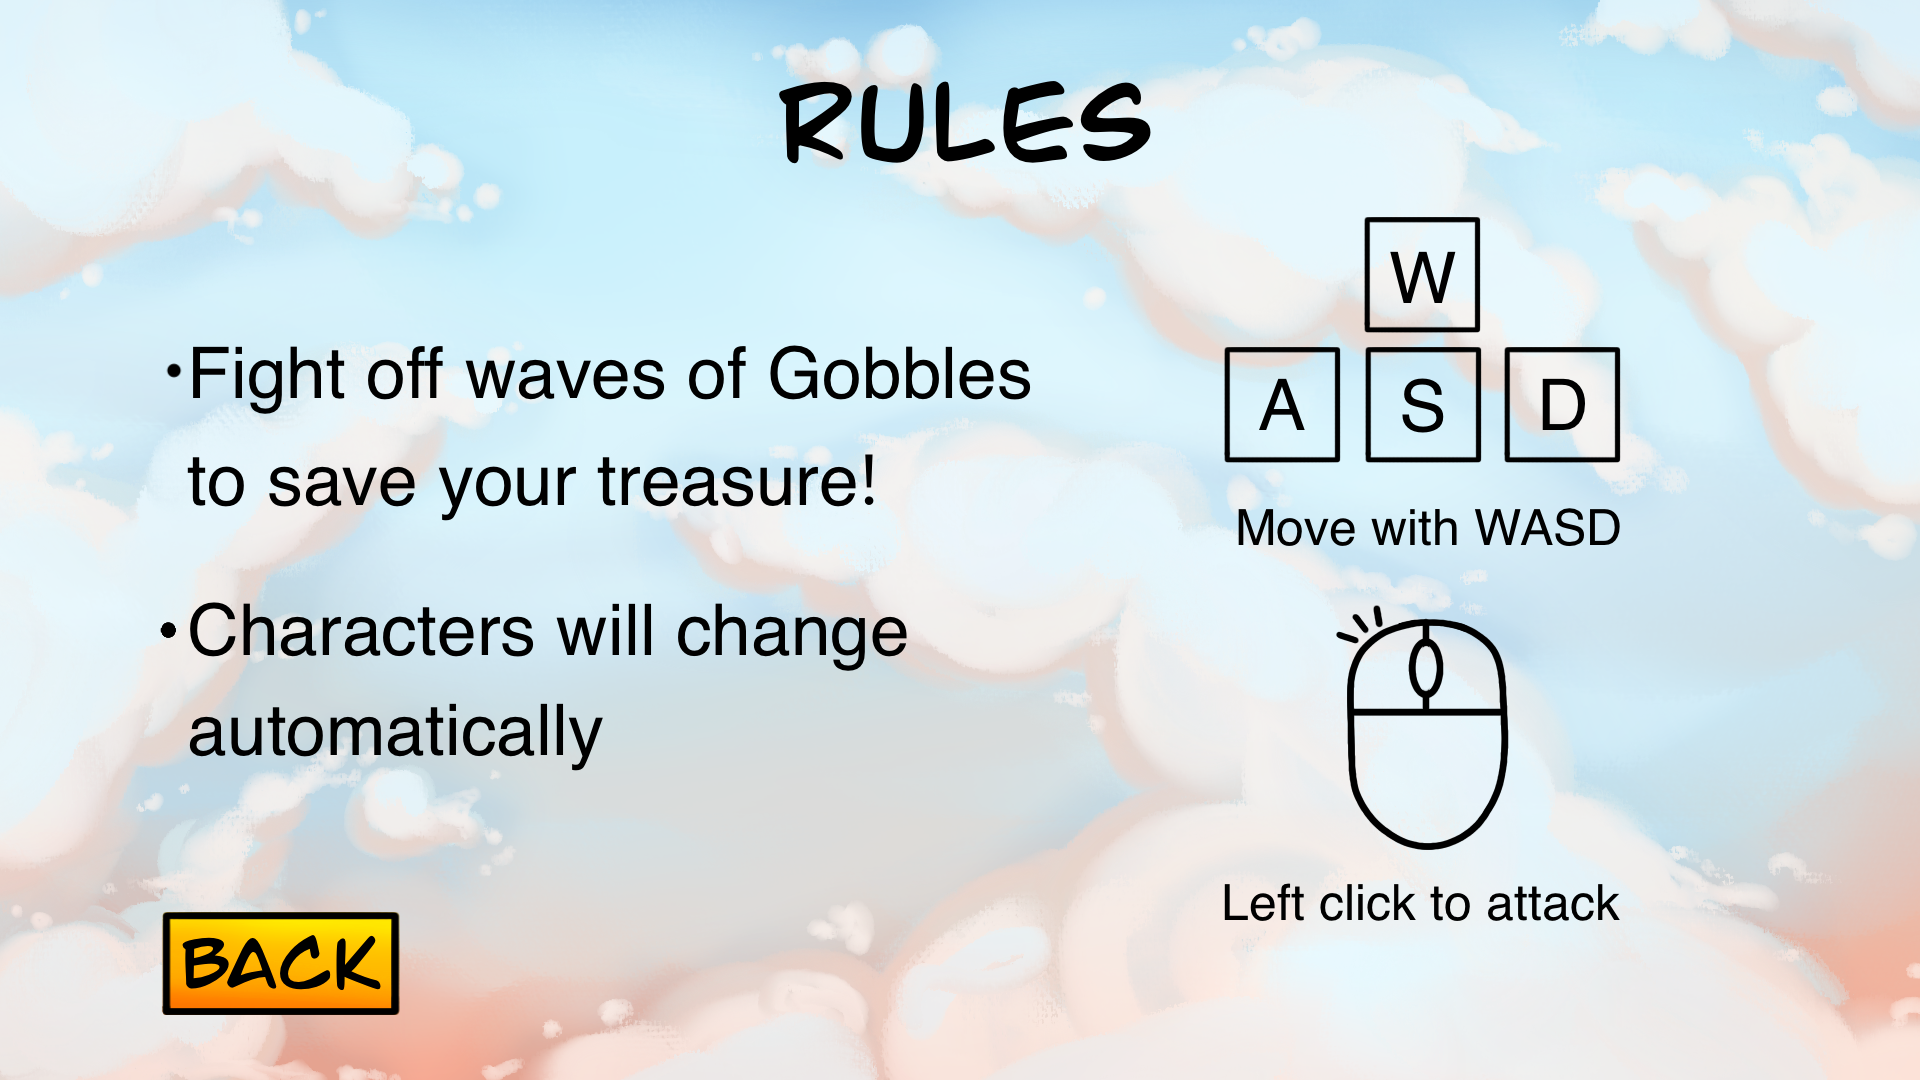 RULES
•Fight off waves of Gobbles
to save your treasure!
•Characters will change
automatically
W
A S D
Move with WASD
Left click to attack
BACK